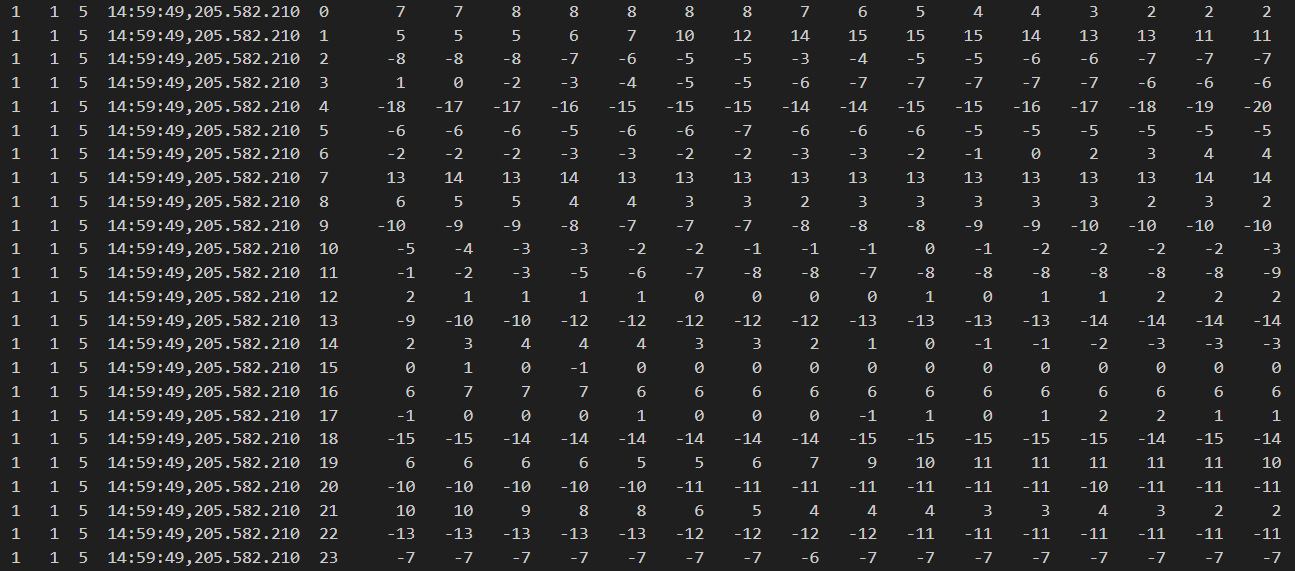 1 1 5 14:59:49,205.582.210 0 7 7 8 8 8 8 8 7 6 5 4 4 3 2 2 2
1 1 5 14:59:49,205.582.210 1 5 5 5 6 7 10 12 14 15 15 15 14 13 13 11 11
1 1 5 14:59:49,205.582.210 2 -8 -8 -8 -7 -6 -5 -5 -3 -4 -5 -5 -6 -6 -7 -7 -7
1 1 5 14:59:49,205.582.210 3 1 0 -2 -3 -4 -5 -5 -6 -7 -7 -7 -7 -7 -6 -6 -6
1 1 5 14:59:49,205.582.210 4 -18 -17 -17 -16 -15 -15 -15 -14 -14 -15 -15 -16 -17 -18 -19 -20
1 1 5 14:59:49,205.582.210 5 -6 -6 -6 -5 -6 -6 -7 -6 -6 -6 -5 -5 -5 -5 -5 -5
1 1 5 14:59:49,205.582.210 6 -2 -2 -2 -3 -3 -2 -2 -3 -3 -2 -1 0 2 3 4 4
1 1 5 14:59:49,205.582.210 7 13 14 13 14 13 13 13 13 13 13 13 13 13 13 14 14
1 1 5 14:59:49,205.582.210 8 6 5 5 4 4 3 3 2 3 3 3 3 3 2 3 2
1 1 5 14:59:49,205.582.210 9 -10 -9 -9 -8 -7 -7 -7 -8 -8 -8 -9 -9 -10 -10 -10 -10
1 1 5 14:59:49,205.582.210 10 -5 -4 -3 -3 -2 -2 -1 -1 -1 0 -1 -2 -2 -2 -2 -3
1 1 5 14:59:49,205.582.210 11 -1 -2 -3 -5 -6 -7 -8 -8 -7 -8 -8 -8 -8 -8 -8 -9
1 1 5 14:59:49,205.582.210 12 2 1 1 1 1 0 0 0 0 1 0 1 1 2 2 2
1 1 5 14:59:49,205.582.210 13 -9 -10 -10 -12 -12 -12 -12 -12 -13 -13 -13 -13 -14 -14 -14 -14
1 1 5 14:59:49,205.582.210 14 2 3 4 4 4 3 3 2 1 0 -1 -1 -2 -3 -3 -3
1 1 5 14:59:49,205.582.210 15 0 1 0 -1 0 0 0 0 0 0 0 0 0 0 0 0
1 1 5 14:59:49,205.582.210 16 6 7 7 7 6 6 6 6 6 6 6 6 6 6 6 6
1 1 5 14:59:49,205.582.210 17 -1 0 0 0 1 0 0 0 -1 1 0 1 2 2 1 1
1 1 5 14:59:49,205.582.210 18 -15 -15 -14 -14 -14 -14 -14 -14 -15 -15 -15 -15 -15 -14 -15 -14
1 1 5 14:59:49,205.582.210 19 6 6 6 6 5 5 6 7 9 10 11 11 11 11 11 10
1 1 5 14:59:49,205.582.210 20 -10 -10 -10 -10 -10 -11 -11 -11 -11 -11 -11 -11 -10 -11 -11 -11
1 1 5 14:59:49,205.582.210 21 10 10 9 8 8 6 5 4 4 4 3 3 4 3 2 2
1 1 5 14:59:49,205.582.210 22 -13 -13 -13 -13 -13 -12 -12 -12 -12 -11 -11 -11 -11 -11 -11 -11
1 1 5 14:59:49,205.582.210 23 -7 -7 -7 -7 -7 -7 -7 -6 -7 -7 -7 -7 -7 -7 -7 -7